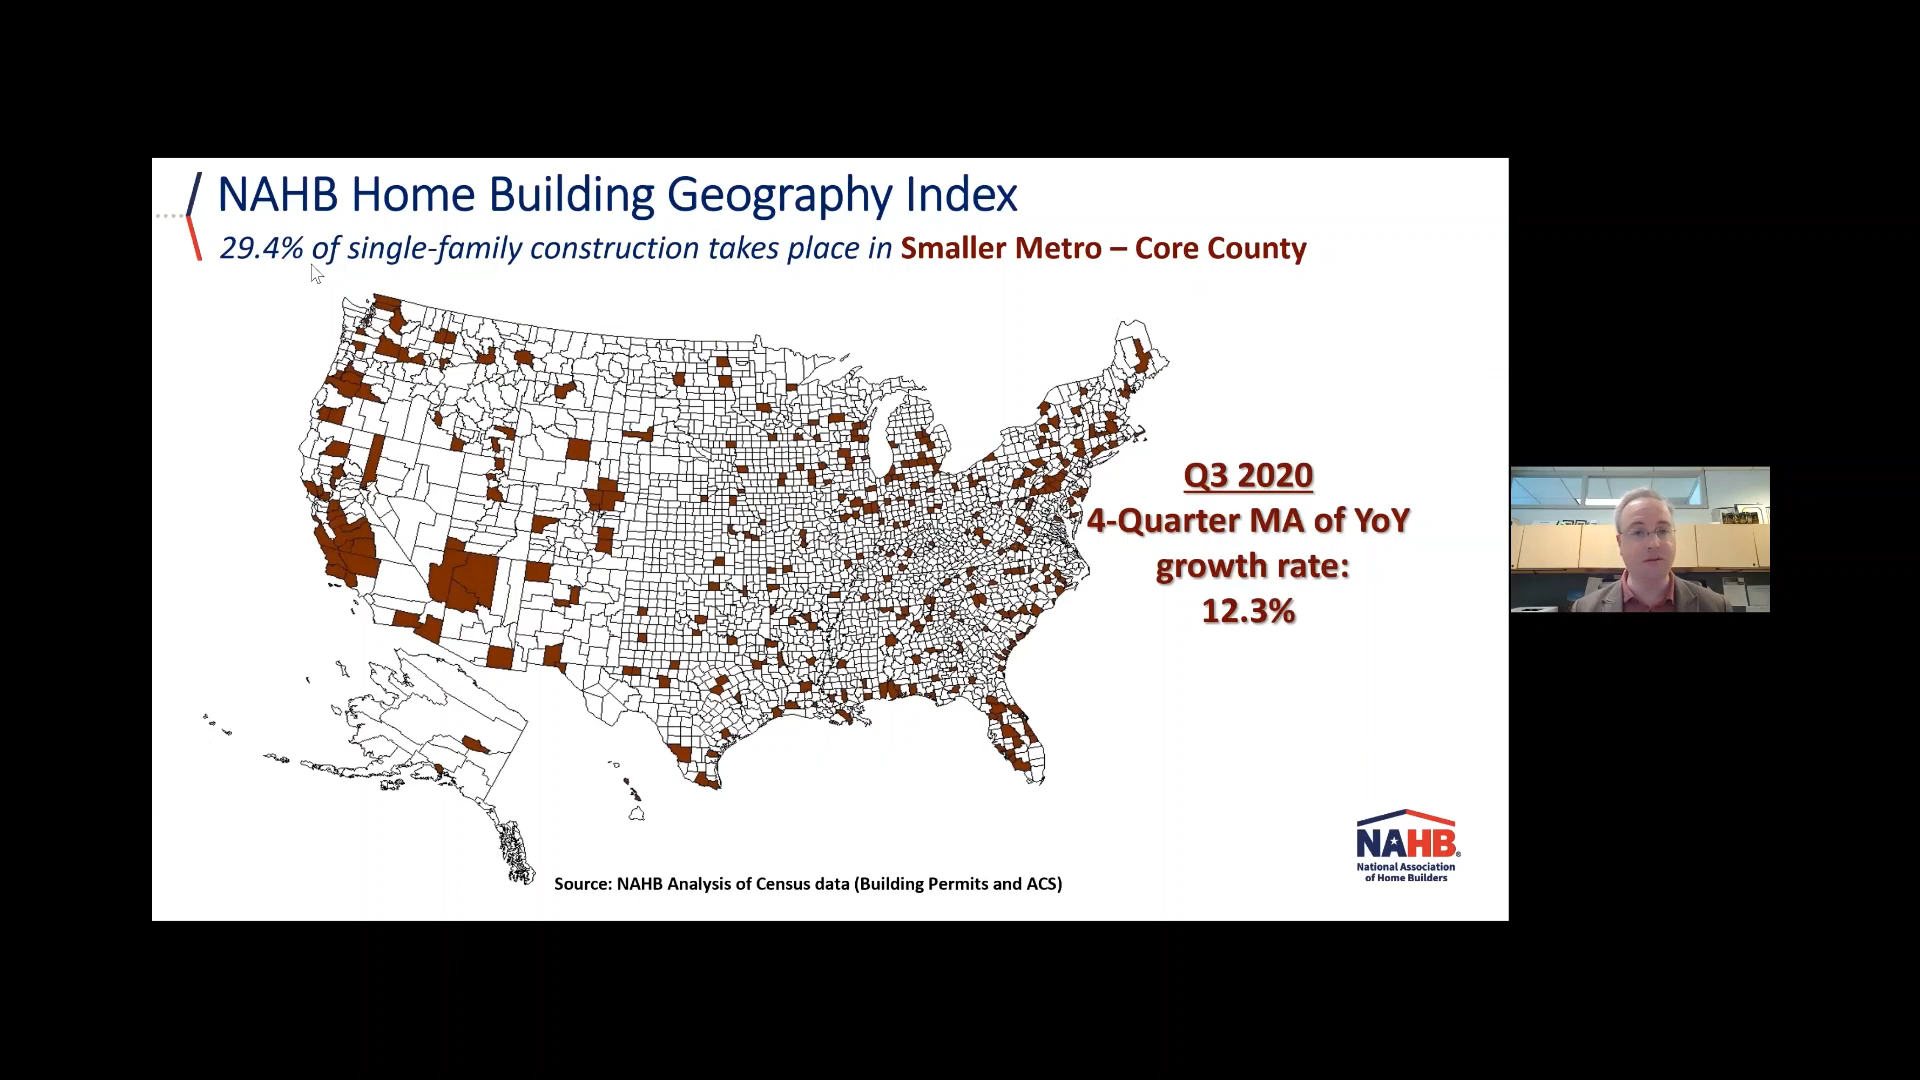 NAHB Home Building Geography Index
29.4% of single-family construction takes place in Smaller Metro – Core County
Q3 2020
4-Quarter MA of YoY
growth rate:
12.3%
NAHB®
National Association
of Home Builders
Source: NAHB Analysis of Census data (Building Permits and ACS)